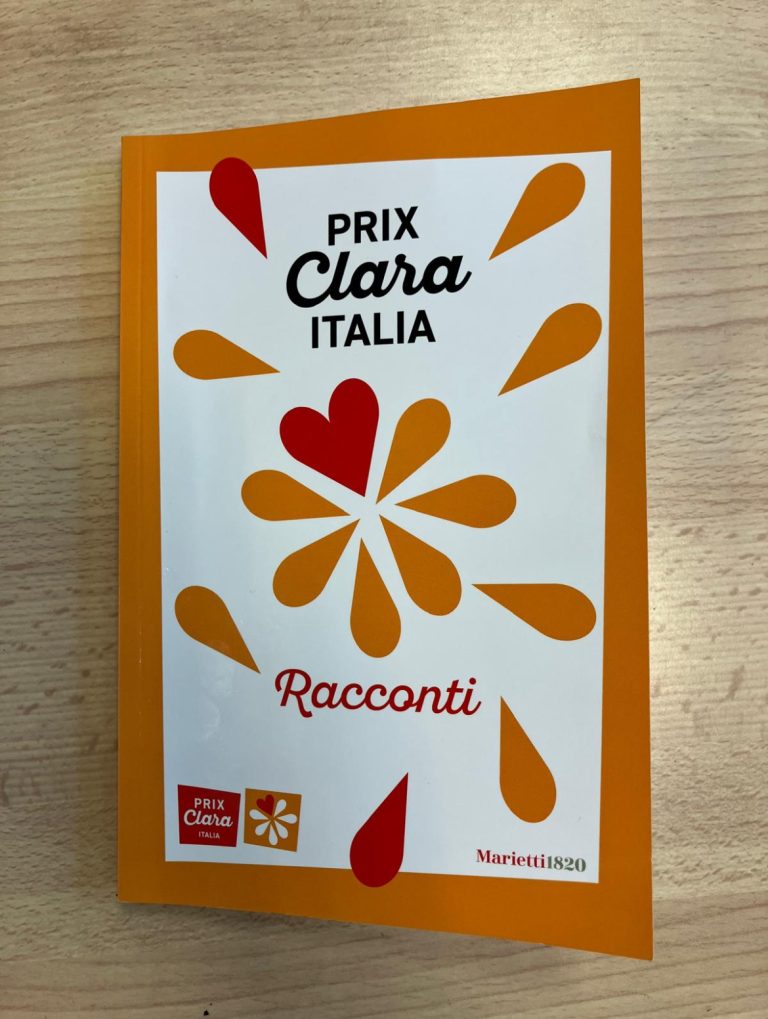 PRIX
Clara
ITALIA
Racconti
PRIX
Clara
ITALIA
Marietti1820